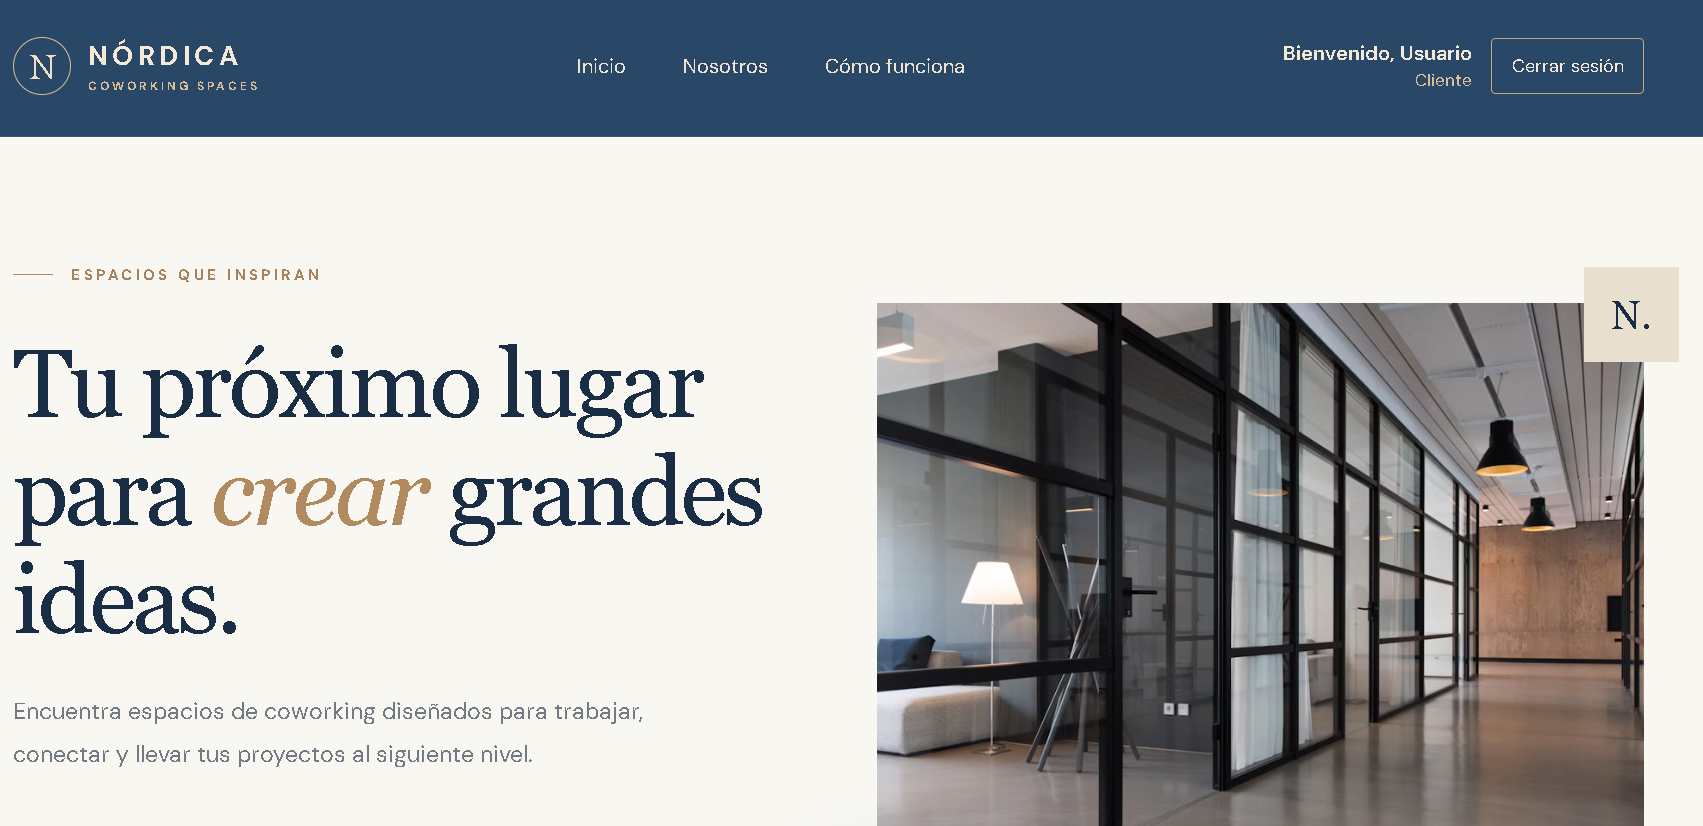 N
NÓRDICA
COWORKING SPACES
Inicio
Nosotros
Cómo funciona
Bienvenido, Usuario
Cliente
Cerrar sesión
ESPACIOS QUE INSPIRAN
Tu próximo lugar
para crear grandes
ideas.
Encuentra espacios de coworking diseñados para trabajar,
conectar y llevar tus proyectos al siguiente nivel.
N.